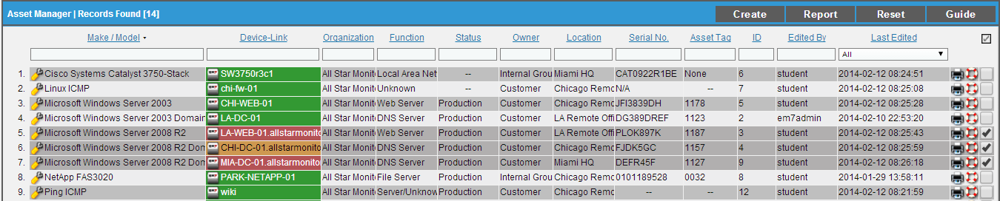 Asset Manager | Records Found [14] Create Report Reset Guide
Make / Model Device-Link Organization Function Status Owner Location Serial No. Asset Tag ID Edited By Last Edited
All
1. Cisco Systems Catalyst 3750-Stack SW3750r3c1 All Star Monit Local Area Net -- Internal Grou Miami HQ CAT0922R1BE None 6 student 2014-02-12 08:24:51
2. Linux ICMP chi-fw-01 All Star Monit Unknown -- Customer Chicago Remo N/A -- 7 student 2014-02-12 08:25:08
3. Microsoft Windows Server 2003 CHI-WEB-01 All Star Monit Web Server Production Customer Chicago Remo JFI3839DH 1178 5 student 2014-02-12 08:25:28
4. Microsoft Windows Server 2003 Domain LA-DC-01 All Star Monit DNS Server Production Customer LA Remote Offi DG389DREF 1123 2 em7admin 2014-02-10 22:53:20
5. Microsoft Windows Server 2008 R2 LA-WEB-01.allstarmonito All Star Monit Web Server Production Customer LA Remote Offi PLOK897K 1187 3 student 2014-02-12 08:25:43
6. Microsoft Windows Server 2008 R2 Dom CHI-DC-01.allstarmonito All Star Monit DNS Server Production Customer Chicago Remo FJDK5GC 1157 4 student 2014-02-12 08:25:59
7. Microsoft Windows Server 2008 R2 Dom MIA-DC-01.allstarmonito All Star Monit DNS Server Production Customer Miami HQ DEFR45F 1127 9 student 2014-02-12 08:26:18
8. NetApp FAS3020 PARK-NETAPP-01 All Star Monit File Server Production Owner Grou Chicago Remo 0101189528 0032 8 student 2014-01-29 13:58:11
9. Ping ICMP wiki All Star Monit Server/Unknow Production Customer Chicago Remo -- -- 12 student 2014-02-12 08:21:59